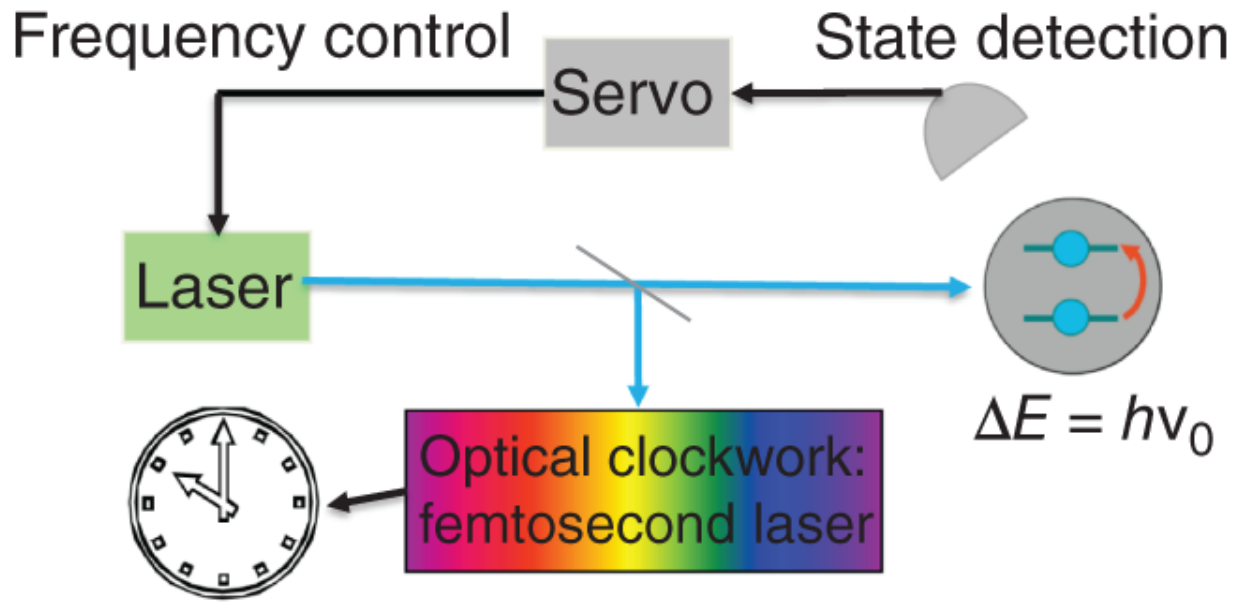 Frequency control
Servo
State detection
Laser
ΔE = hν₀
Optical clockwork:
femtosecond laser